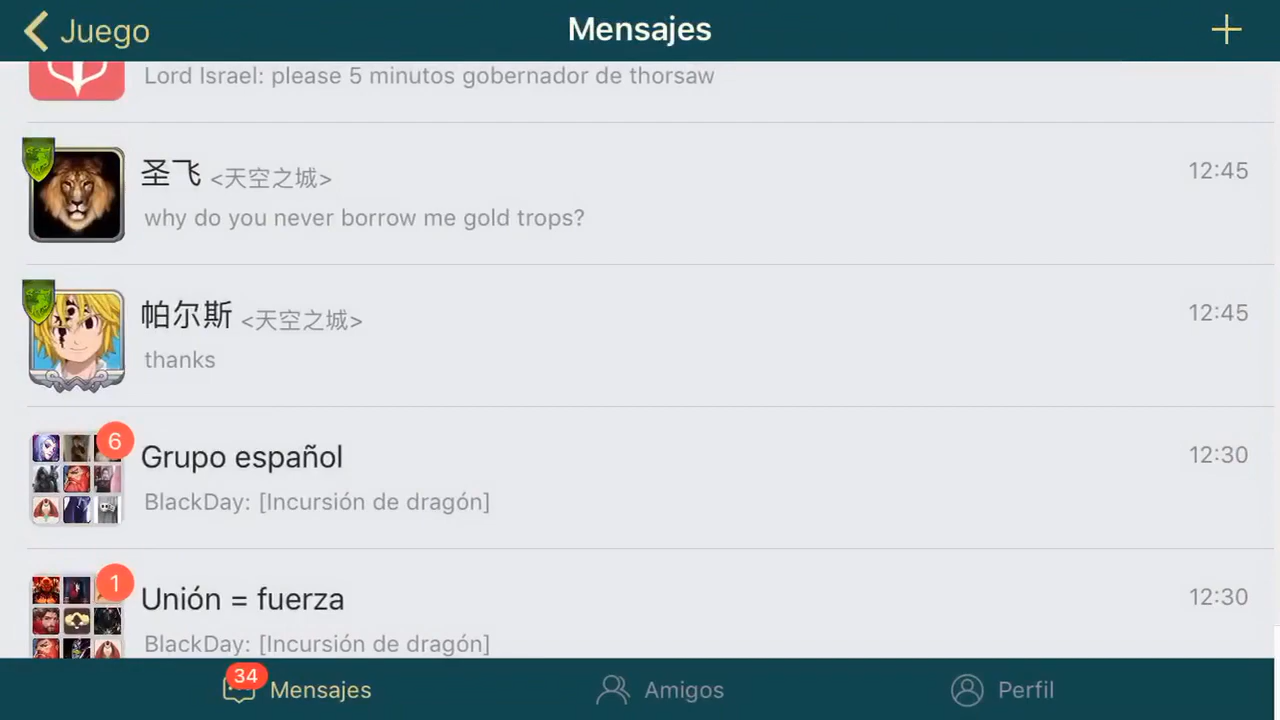 Juego
Mensajes
Lord Israel: please 5 minutos gobernador de thorsaw
圣飞 <天空之城>
12:45
why do you never borrow me gold trops?
帕尔斯 <天空之城>
12:45
thanks
6
Grupo español
12:30
BlackDay: [Incursión de dragón]
1
Unión = fuerza
12:30
BlackDay: [Incursión de dragón]
34
Mensajes
Amigos
Perfil